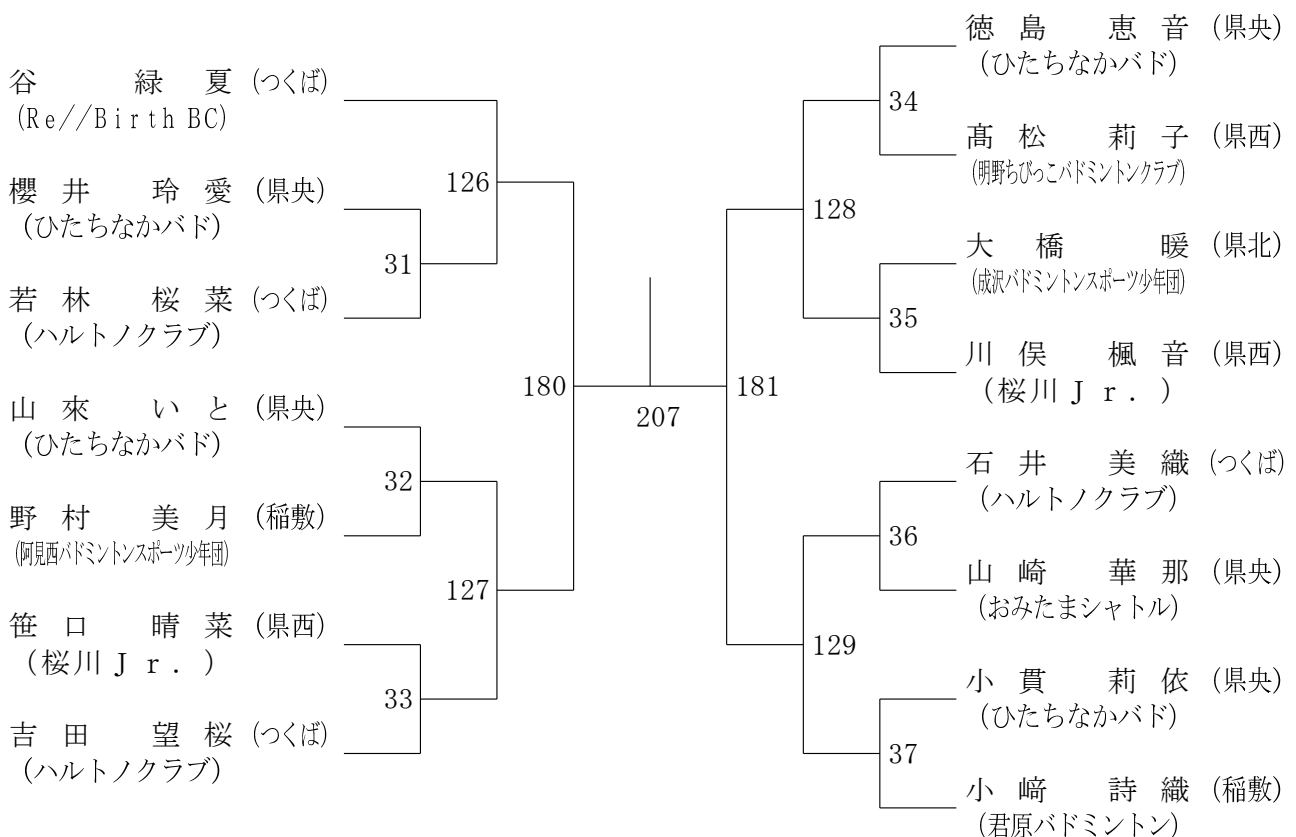 谷 緑 夏 (つくば)
(Re//Birth BC)
櫻 井 玲 愛 (県央)
(ひたちなかバド)
若 林 桜 菜 (つくば)
(ハルトノクラブ)
山 來 い と (県央)
(ひたちなかバド)
野 村 美 月 (稲敷)
(阿見西バドミントンスポーツ少年団)
笹 口 晴 菜 (県西)
(桜川Jr.)
吉 田 望 桜 (つくば)
(ハルトノクラブ)
31
32
33
126
127
180
207
181
128
129
34
35
36
37
徳 島 恵 音 (県央)
(ひたちなかバド)
髙 松 莉 子 (県西)
(明野ちびっこバドミントンクラブ)
大 橋 暖 (県北)
(成沢バドミントンスポーツ少年団)
川 俣 楓 音 (県西)
(桜川Jr.)
石 井 美 織 (つくば)
(ハルトノクラブ)
山 崎 華 那 (県央)
(おみたまシャトル)
小 貫 莉 依 (県央)
(ひたちなかバド)
小 﨑 詩 織 (稲敷)
(君原バドミントン)